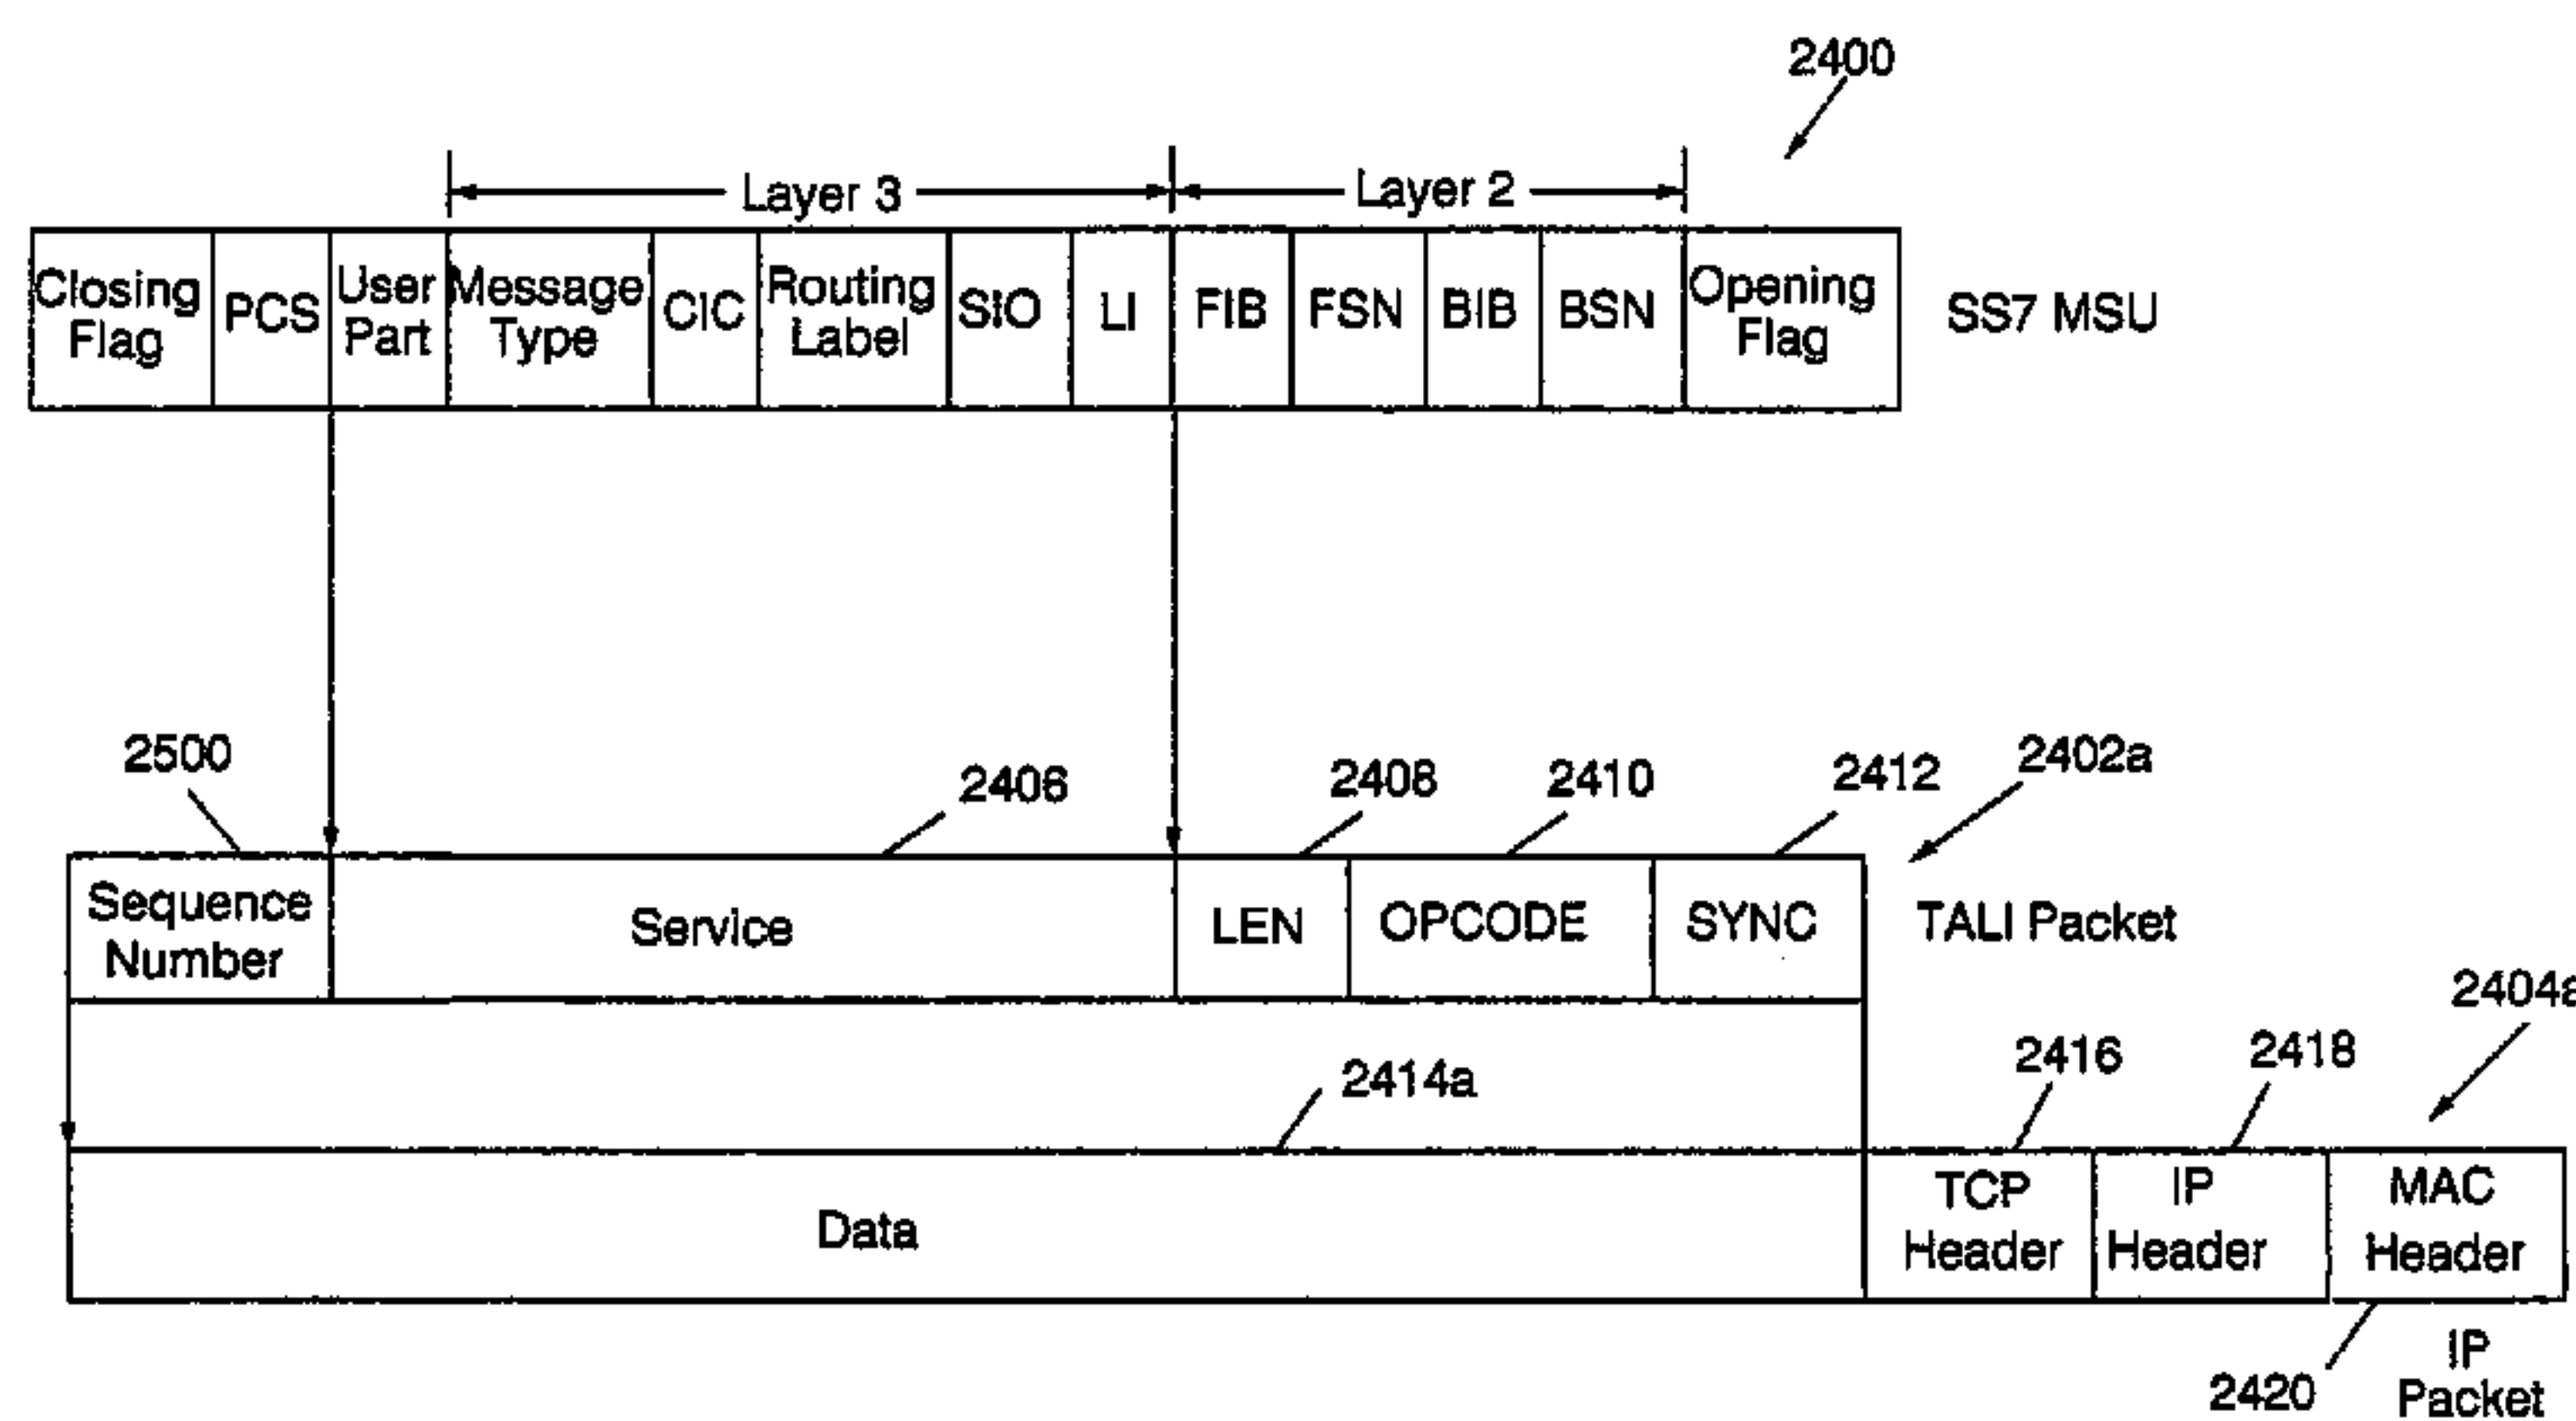 2400
Layer 3
Layer 2
Closing Flag
PCS
User Part
Message Type
CIC
Routing Label
SIO
LI
FIB
FSN
BIB
BSN
Opening Flag
SS7 MSU
2500
2406
2408
2410
2412
2402a
Sequence Number
Service
LEN
OPCODE
SYNC
TALI Packet
2404a
2414a
2416
2418
Data
TCP Header
IP Header
MAC Header
2420
IP Packet